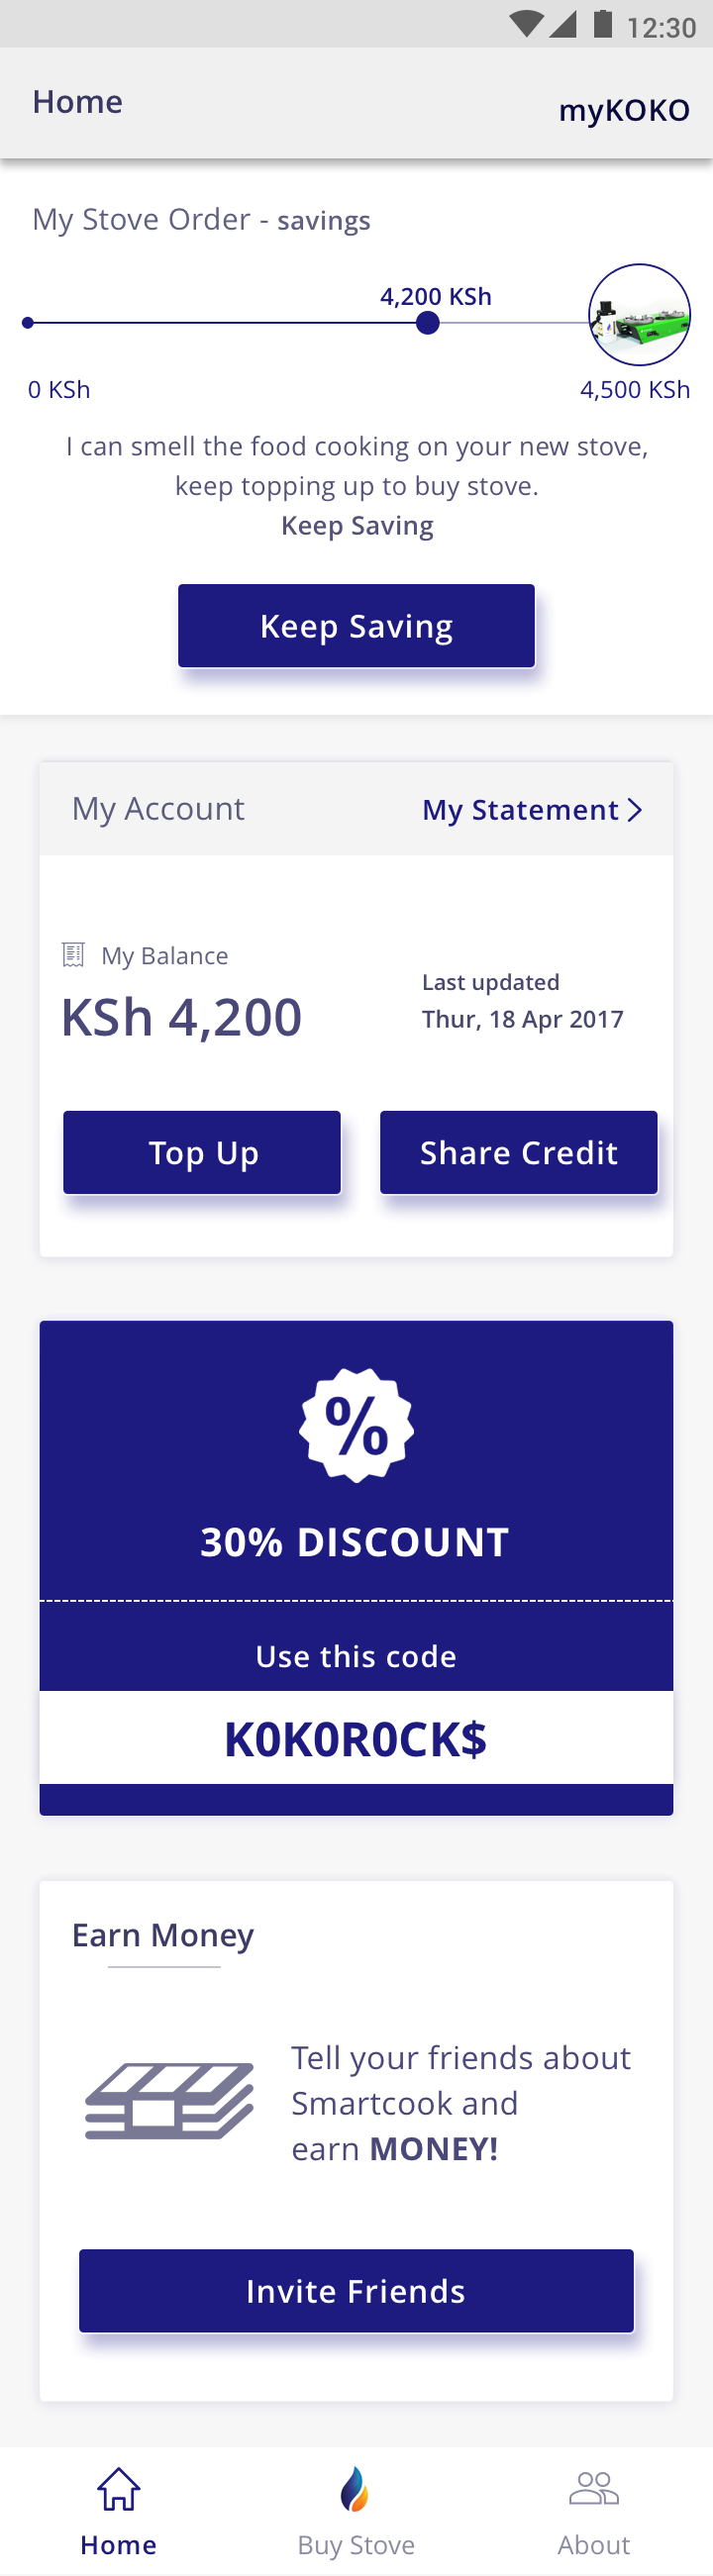 12:30
Home
myKOKO
My Stove Order - savings
4,200 KSh
0 KSh
4,500 KSh
I can smell the food cooking on your new stove,
keep topping up to buy stove.
Keep Saving
Keep Saving
My Account
My Statement
My Balance
KSh 4,200
Last updated
Thur, 18 Apr 2017
Top Up
Share Credit
%
30% DISCOUNT
Use this code
K0K0R0CK$
Earn Money
Tell your friends about
Smartcook and
earn MONEY!
Invite Friends
Home
Buy Stove
About